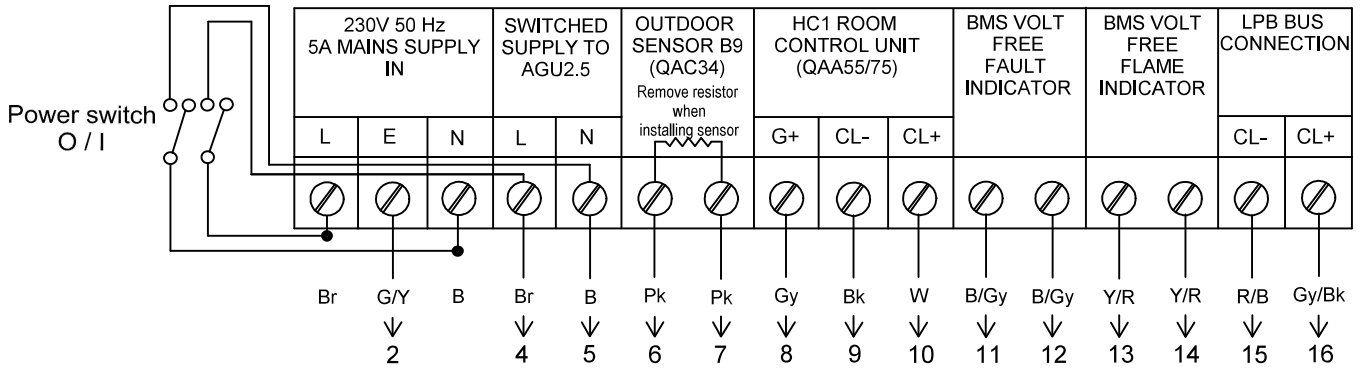 Power switch
O / I
230V 50 Hz
5A MAINS SUPPLY
IN
SWITCHED
SUPPLY TO
AGU2.5
OUTDOOR
SENSOR B9
(QAC34)
Remove resistor
when
installing sensor
HC1 ROOM
CONTROL UNIT
(QAA55/75)
BMS VOLT
FREE
FAULT
INDICATOR
BMS VOLT
FREE
FLAME
INDICATOR
LPB BUS
CONNECTION
L E N L N G+ CL- CL+ CL- CL+
Br G/Y B Br B Pk Pk Gy Bk W B/Gy B/Gy Y/R Y/R R/B Gy/Bk
2 4 5 6 7 8 9 10 11 12 13 14 15 16